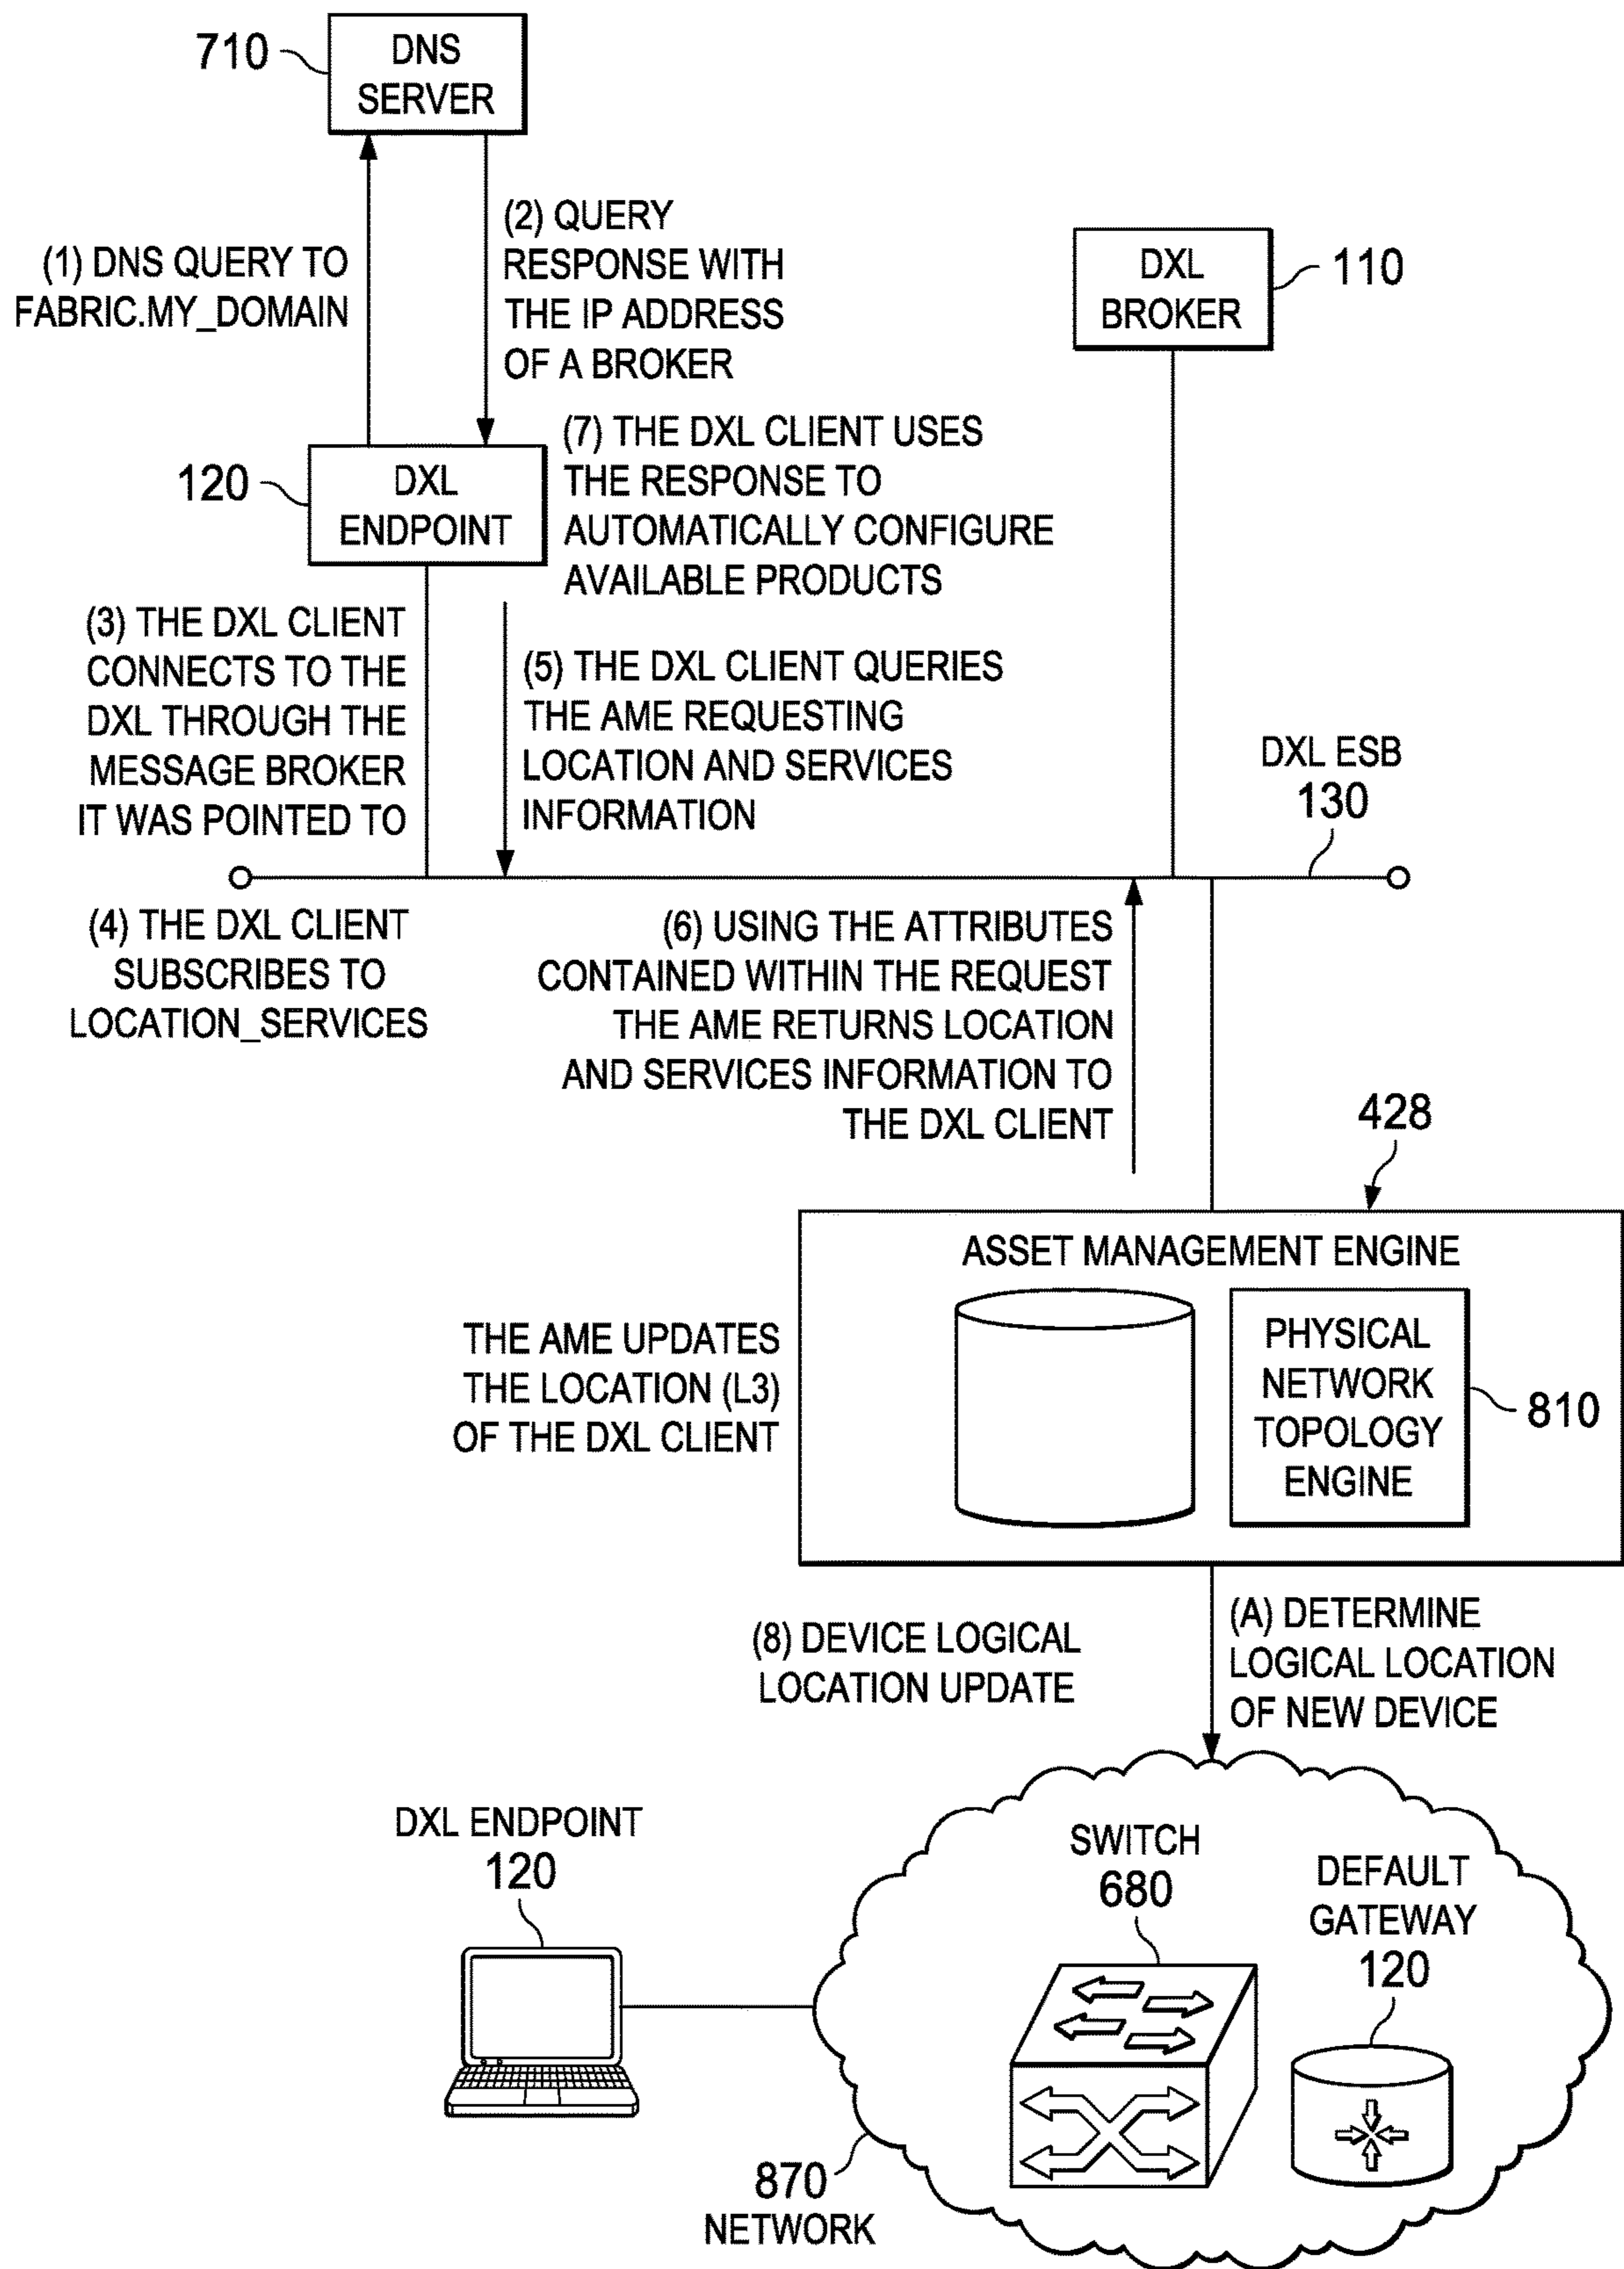 710
DNS
SERVER
(1) DNS QUERY TO
FABRIC.MY_DOMAIN
(2) QUERY
RESPONSE WITH
THE IP ADDRESS
OF A BROKER
DXL
BROKER
110
120
DXL
ENDPOINT
(7) THE DXL CLIENT USES
THE RESPONSE TO
AUTOMATICALLY CONFIGURE
AVAILABLE PRODUCTS
(3) THE DXL CLIENT
CONNECTS TO THE
DXL THROUGH THE
MESSAGE BROKER
IT WAS POINTED TO
(5) THE DXL CLIENT QUERIES
THE AME REQUESTING
LOCATION AND SERVICES
INFORMATION
DXL ESB
130
(4) THE DXL CLIENT
SUBSCRIBES TO
LOCATION_SERVICES
(6) USING THE ATTRIBUTES
CONTAINED WITHIN THE REQUEST
THE AME RETURNS LOCATION
AND SERVICES INFORMATION TO
THE DXL CLIENT
428
ASSET MANAGEMENT ENGINE
THE AME UPDATES
THE LOCATION (L3)
OF THE DXL CLIENT
PHYSICAL
NETWORK
TOPOLOGY
ENGINE
810
(8) DEVICE LOGICAL
LOCATION UPDATE
(A) DETERMINE
LOGICAL LOCATION
OF NEW DEVICE
DXL ENDPOINT
120
SWITCH
680
DEFAULT
GATEWAY
120
870
NETWORK